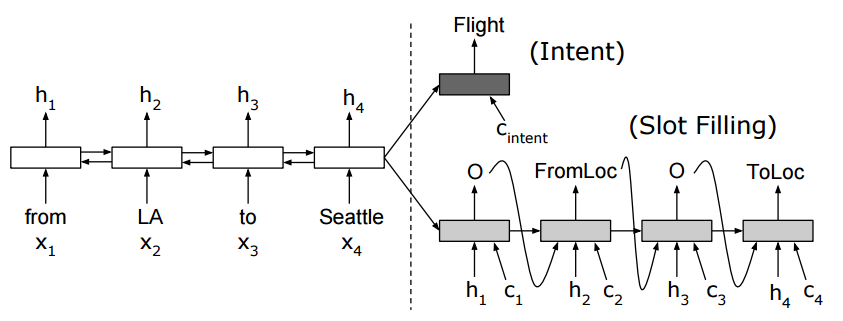 Flight
(Intent)
h1 h2 h3 h4
cintent
(Slot Filling)
O FromLoc O ToLoc
from LA to Seattle
x1 x2 x3 x4
h1 c1 h2 c2 h3 c3 h4 c4